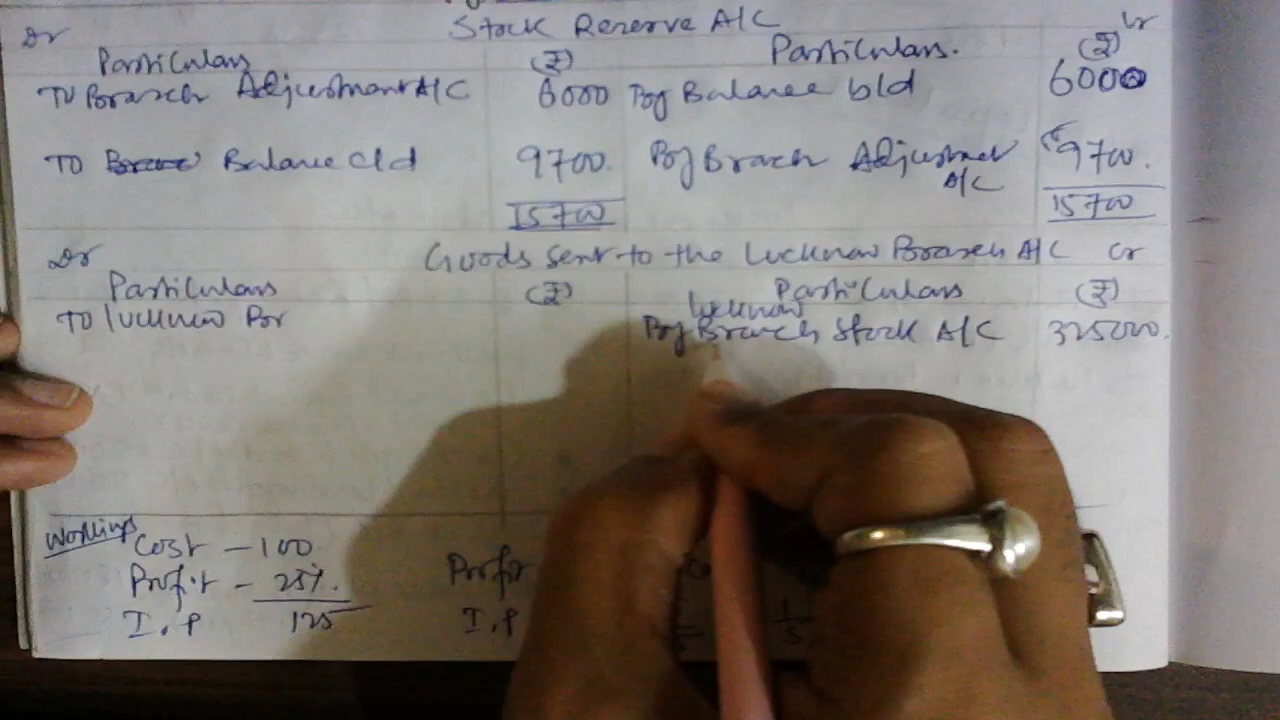 Stock Reserve A/C
Dr Cr
Particulars (₹) Particulars. (₹)
To Branch Adjustment A/C 6000 By Balance b/d 6000
To Balance c/d 9700. By Branch Adjustment A/C 9700.
15700 15700
Dr Goods Sent to the Lucknow Branch A/C Cr
Particulars (₹) Particulars (₹)
To lucknow Br By lucknow Branch Stock A/C 325000.
Workings
Cost - 100
Profit - 25%. Profit
I.P 125 I.P 1/5